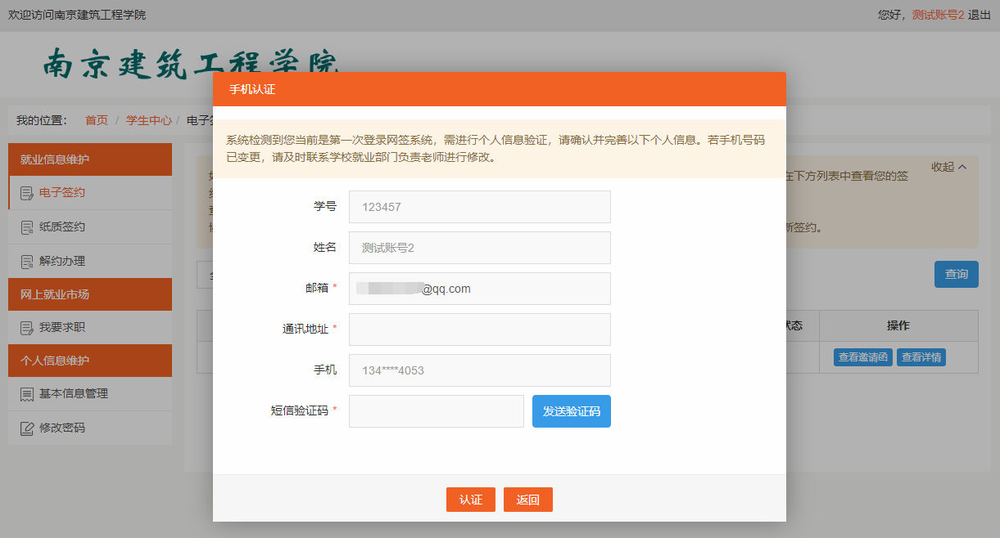 欢迎访问南京建筑工程学院
您好，测试账号2 退出
南京建筑工程学院
我的位置： 首页 / 学生中心 / 电子
手机认证
系统检测到您当前是第一次登录网签系统，需进行个人信息验证，请确认并完善以下个人信息。若手机号码
已变更，请及时联系学校就业部门负责老师进行修改。
就业信息维护
电子签约
纸质签约
解约办理
网上就业市场
我要求职
个人信息维护
基本信息管理
修改密码
收起
在下方列表中查看您的签
新签约。
查询
状态
操作
查看邀请函 查看详情
学号 123457
姓名 测试账号2
邮箱 * @qq.com
通讯地址 *
手机 134****4053
短信验证码 * 发送验证码
认证 返回